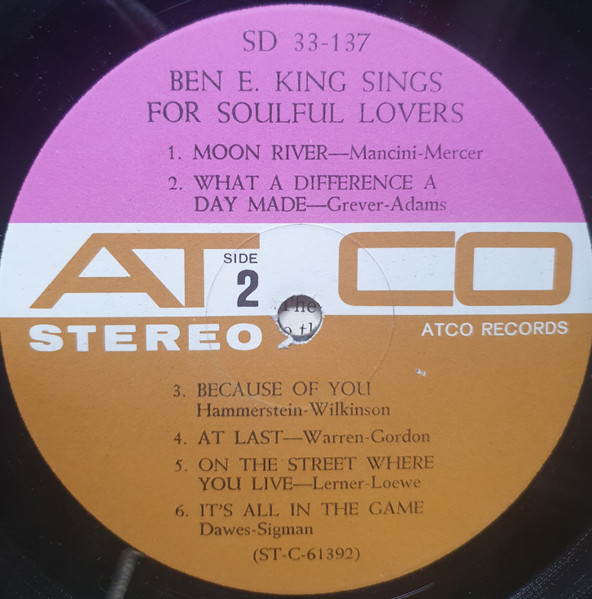 SD 33-137
BEN E. KING SINGS
FOR SOULFUL LOVERS
1. MOON RIVER—Mancini-Mercer
2. WHAT A DIFFERENCE A
DAY MADE—Grever-Adams
ATCO
SIDE
2
STEREO
ATCO RECORDS
3. BECAUSE OF YOU
Hammerstein-Wilkinson
4. AT LAST—Warren-Gordon
5. ON THE STREET WHERE
YOU LIVE—Lerner-Loewe
6. IT'S ALL IN THE GAME
Dawes-Sigman
(ST-C-61392)